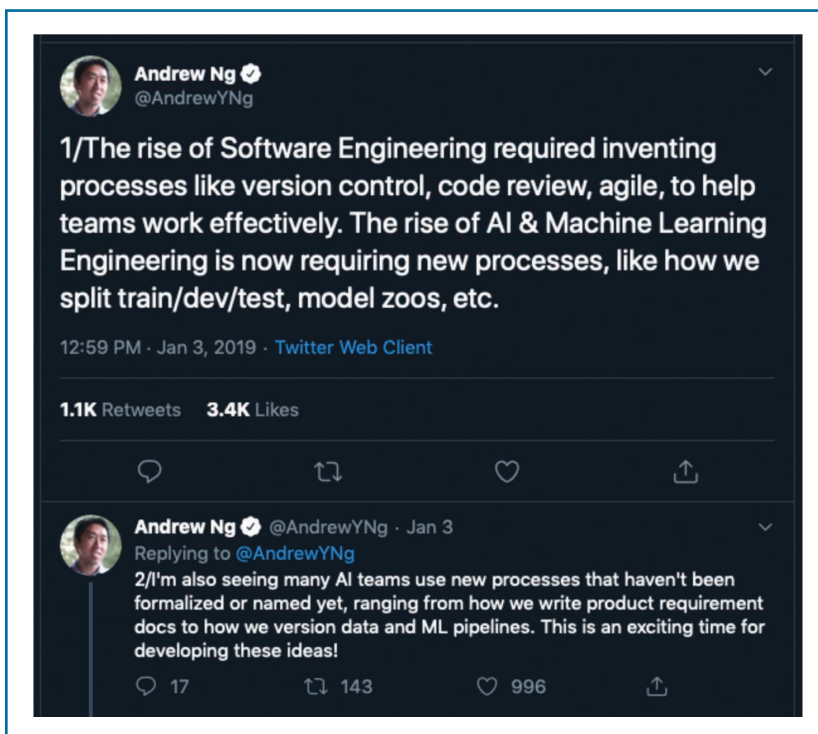 Andrew Ng
@AndrewYNg
1/The rise of Software Engineering required inventing
processes like version control, code review, agile, to help
teams work effectively. The rise of AI & Machine Learning
Engineering is now requiring new processes, like how we
split train/dev/test, model zoos, etc.
12:59 PM · Jan 3, 2019 · Twitter Web Client
1.1K Retweets 3.4K Likes
Andrew Ng @AndrewYNg · Jan 3
Replying to @AndrewYNg
2/I'm also seeing many AI teams use new processes that haven't been
formalized or named yet, ranging from how we write product requirement
docs to how we version data and ML pipelines. This is an exciting time for
developing these ideas!
17 143 996